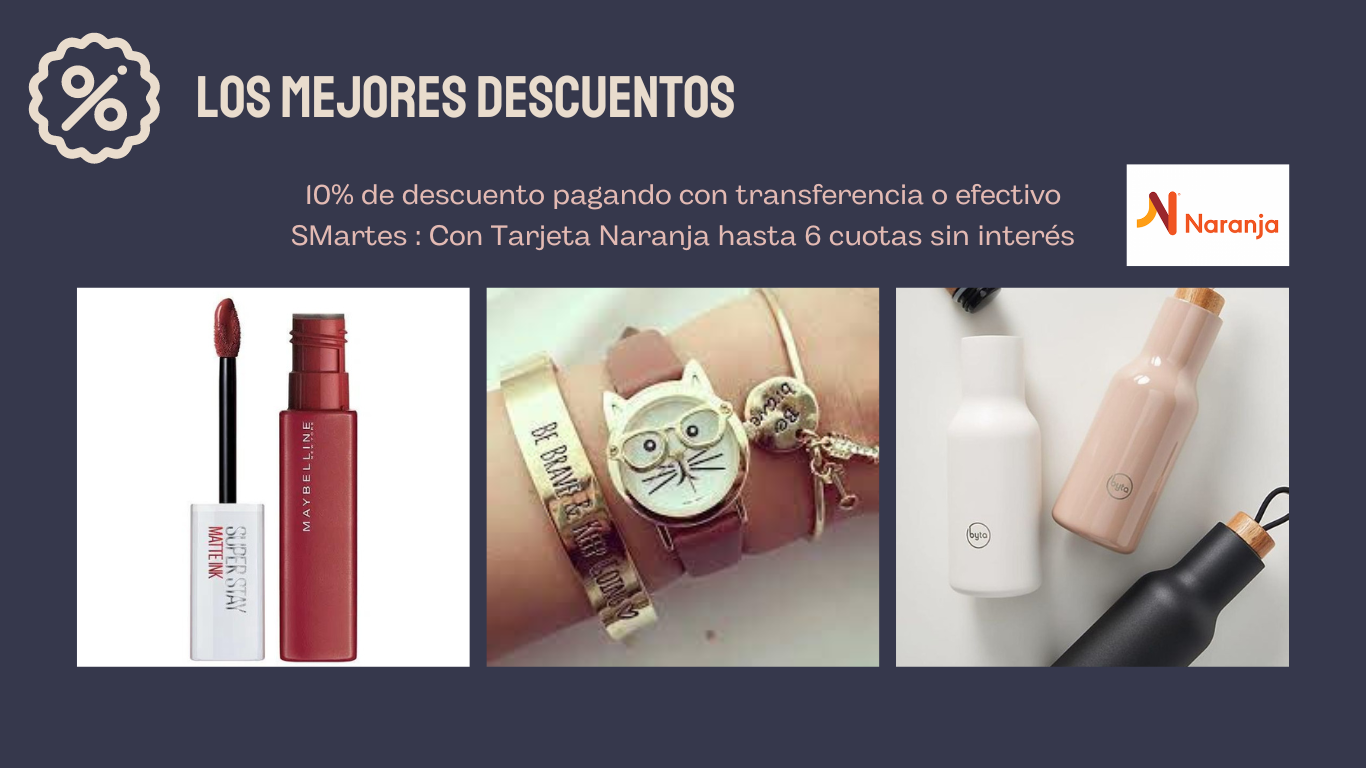 %
LOS MEJORES DESCUENTOS
10% de descuento pagando con transferencia o efectivo
SMartes : Con Tarjeta Naranja hasta 6 cuotas sin interés
Naranja
MAYBELLINE
NEW YORK
SUPER STAY
MATTE INK
BE BRAVE & KEEP GOING
Be
brave
byta
byta